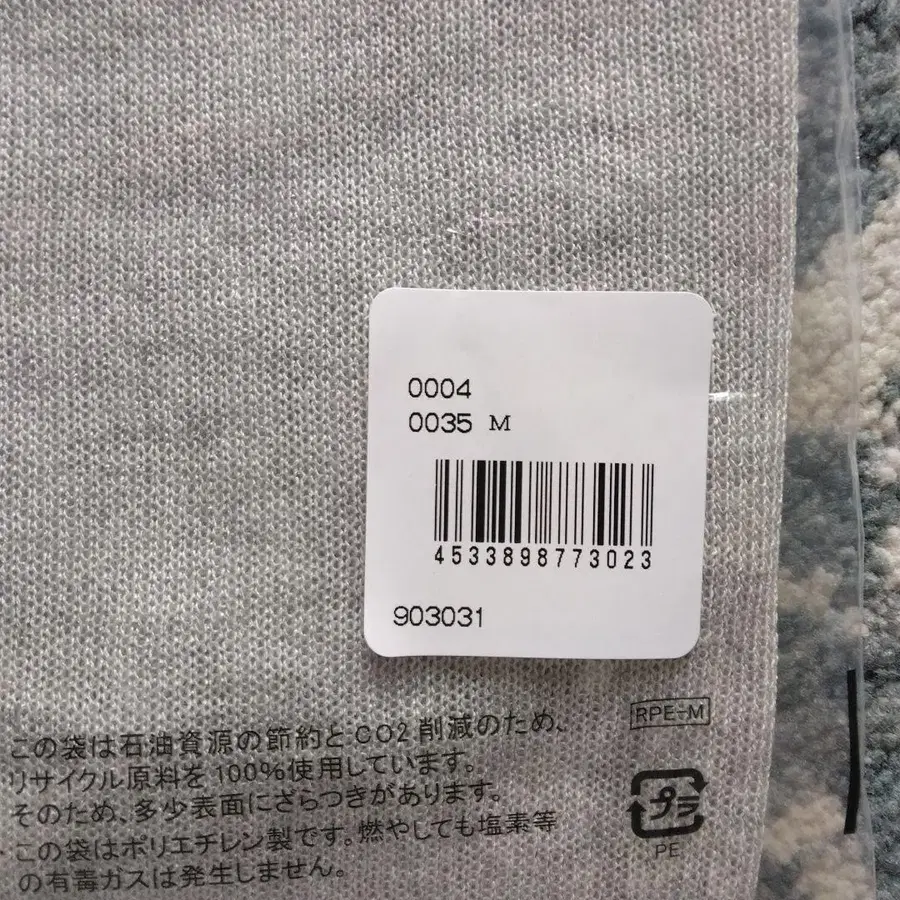 0004
0035 M
4533898773023
903031
RPE-M
この袋は石油資源の節約とCO2削減のため、
リサイクル原料を100%使用しています。
そのため、多少表面にざらつきがあります。
この袋はポリエチレン製です。燃やしても塩素等
の有毒ガスは発生しません。
プラ
PE